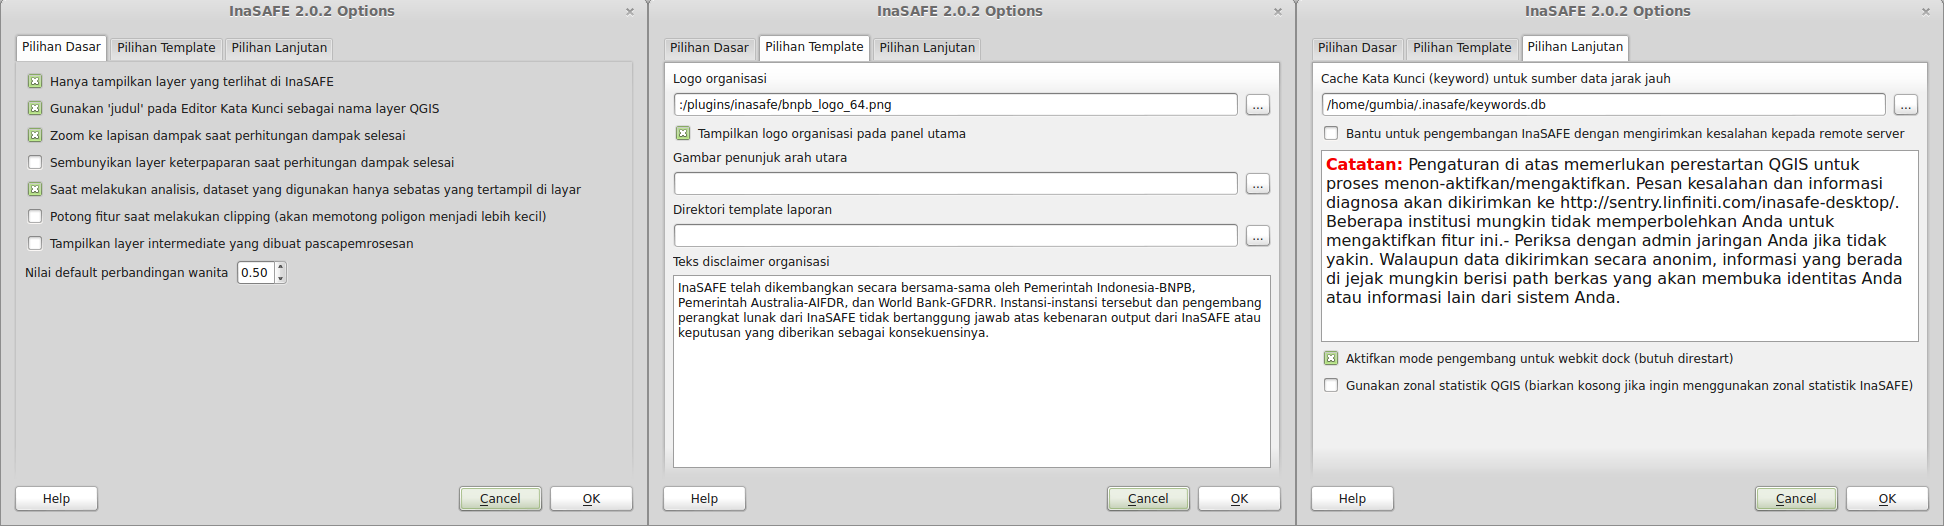 InaSAFE 2.0.2 Options
Pilihan Dasar
Pilihan Template
Pilihan Lanjutan
Hanya tampilkan layer yang terlihat di InaSAFE
Gunakan 'judul' pada Editor Kata Kunci sebagai nama layer QGIS
Zoom ke lapisan dampak saat perhitungan dampak selesai
Sembunyikan layer keterpaparan saat perhitungan dampak selesai
Saat melakukan analisis, dataset yang digunakan hanya sebatas yang tertampil di layar
Potong fitur saat melakukan clipping (akan memotong poligon menjadi lebih kecil)
Tampilkan layer intermediate yang dibuat pascapemrosesan
Nilai default perbandingan wanita 0.50
Help
Cancel
OK
InaSAFE 2.0.2 Options
Pilihan Dasar
Pilihan Template
Pilihan Lanjutan
Logo organisasi
:/plugins/inasafe/bnpb_logo_64.png
...
Tampilkan logo organisasi pada panel utama
Gambar penunjuk arah utara
...
Direktori template laporan
...
Teks disclaimer organisasi
InaSAFE telah dikembangkan secara bersama-sama oleh Pemerintah Indonesia-BNPB,
Pemerintah Australia-AIFDR, dan World Bank-GFDRR. Instansi-instansi tersebut dan pengembang
perangkat lunak dari InaSAFE tidak bertanggung jawab atas kebenaran output dari InaSAFE atau
keputusan yang diberikan sebagai konsekuensinya.
Help
Cancel
OK
InaSAFE 2.0.2 Options
Pilihan Dasar
Pilihan Template
Pilihan Lanjutan
Cache Kata Kunci (keyword) untuk sumber data jarak jauh
/home/gumbia/.inasafe/keywords.db
...
Bantu untuk pengembangan InaSAFE dengan mengirimkan kesalahan kepada remote server
Catatan: Pengaturan di atas memerlukan perestartan QGIS untuk
proses menon-aktifkan/mengaktifkan. Pesan kesalahan dan informasi
diagnosa akan dikirimkan ke http://sentry.linfiniti.com/inasafe-desktop/.
Beberapa institusi mungkin tidak memperbolehkan Anda untuk
mengaktifkan fitur ini.- Periksa dengan admin jaringan Anda jika tidak
yakin. Walaupun data dikirimkan secara anonim, informasi yang berada
di jejak mungkin berisi path berkas yang akan membuka identitas Anda
atau informasi lain dari sistem Anda.
Aktifkan mode pengembang untuk webkit dock (butuh direstart)
Gunakan zonal statistik QGIS (biarkan kosong jika ingin menggunakan zonal statistik InaSAFE)
Help
Cancel
OK